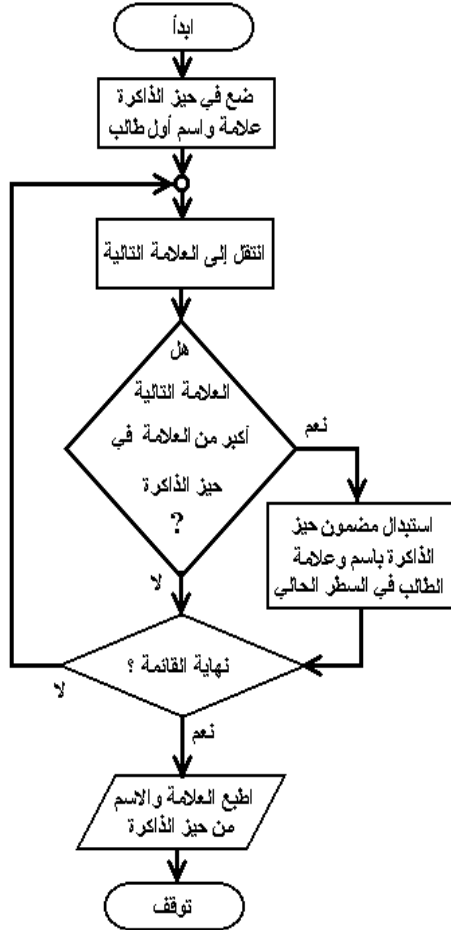 ابدأ
ضع في حيز الذاكرة
علامة واسم أول طالب
انتقل إلى العلامة التالية
هل
العلامة التالية
أكبر من العلامة في
حيز الذاكرة
?
نعم
استبدال مضمون حيز
الذاكرة باسم وعلامة
الطالب في السطر الحالي
لا
نهاية القائمة ؟
لا
نعم
اطبع العلامة والاسم
من حيز الذاكرة
توقف